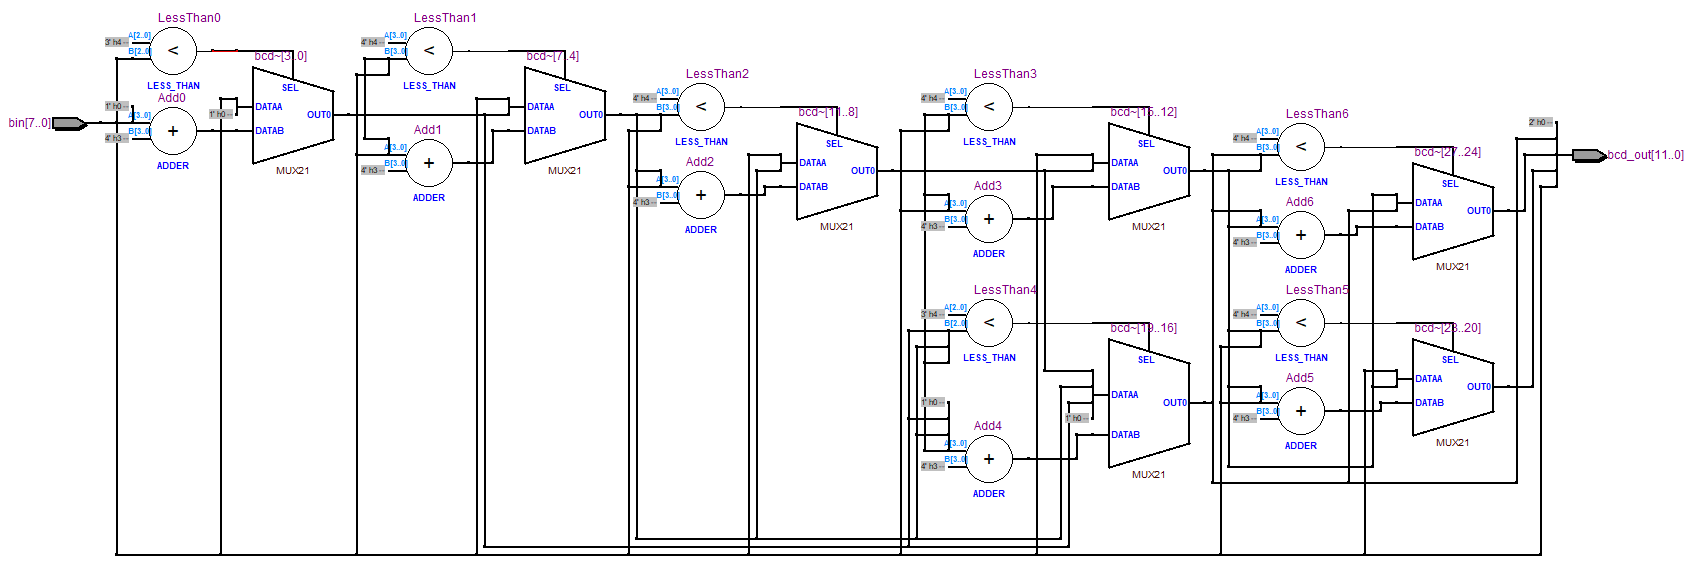 bin[7..0]
LessThan0
3' h4 --
A[2..0]
B[2..0]
<
LESS_THAN
Add0
1' h0 --
A[3..0]
B[3..0]
4' h3 --
+
ADDER
bcd~[3..0]
SEL
1' h0 --
DATAA
DATAB
OUT0
MUX21
LessThan1
4' h4 --
A[3..0]
B[3..0]
<
LESS_THAN
Add1
A[3..0]
B[3..0]
4' h3 --
+
ADDER
bcd~[7..4]
SEL
DATAA
DATAB
OUT0
MUX21
LessThan2
4' h4 --
A[3..0]
B[3..0]
<
LESS_THAN
Add2
A[3..0]
B[3..0]
4' h3 --
+
ADDER
bcd~[11..8]
SEL
DATAA
DATAB
OUT0
MUX21
LessThan3
4' h4 --
A[3..0]
B[3..0]
<
LESS_THAN
Add3
A[3..0]
B[3..0]
4' h3 --
+
ADDER
bcd~[15..12]
SEL
DATAA
DATAB
OUT0
MUX21
LessThan4
3' h4 --
A[2..0]
B[2..0]
<
LESS_THAN
Add4
1' h0 --
A[3..0]
B[3..0]
4' h3 --
+
ADDER
bcd~[19..16]
SEL
DATAA
1' h0 --
DATAB
OUT0
MUX21
LessThan6
4' h4 --
A[3..0]
B[3..0]
<
LESS_THAN
Add6
A[3..0]
B[3..0]
4' h3 --
+
ADDER
bcd~[27..24]
SEL
DATAA
DATAB
OUT0
MUX21
LessThan5
4' h4 --
A[3..0]
B[3..0]
<
LESS_THAN
Add5
A[3..0]
B[3..0]
4' h3 --
+
ADDER
bcd~[23..20]
SEL
DATAA
DATAB
OUT0
MUX21
2' h0 --
bcd_out[11..0]